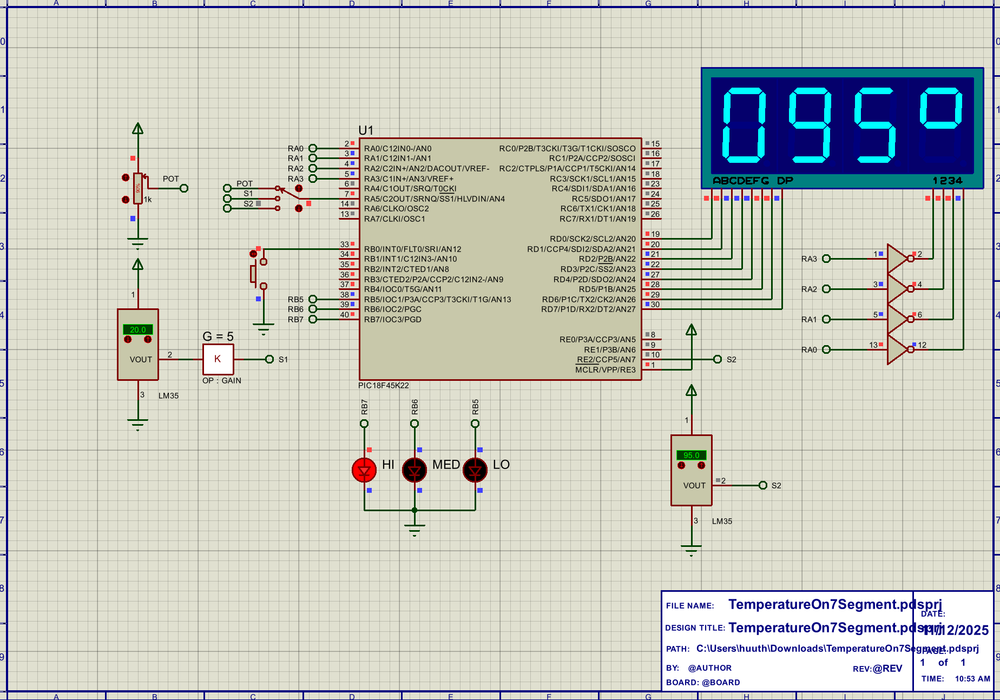 A B C D E F G H I J
0 0
1 1
2 2
3 3
4 4
5 5
6 6
7 7
8 8
9 9
ABCDEFG DP 1234
POT
90%
1k
POT
S1
S2
U1
RA0 2 RA0/C12IN0-/AN0
RA1 3 RA1/C12IN1-/AN1
RA2 4 RA2/C2IN+/AN2/DACOUT/VREF-
RA3 5 RA3/C1IN+/AN3/VREF+
6 RA4/C1OUT/SRQ/T0CKI
7 RA5/C2OUT/SRNQ/SS1/HLVDIN/AN4
14 RA6/CLKO/OSC2
13 RA7/CLKI/OSC1
33 RB0/INT0/FLT0/SRI/AN12
34 RB1/INT1/C12IN3-/AN10
35 RB2/INT2/CTED1/AN8
36 RB3/CTED2/P2A/CCP2/C12IN2-/AN9
37 RB4/IOC0/T5G/AN11
RB5 38 RB5/IOC1/P3A/CCP3/T3CKI/T1G/AN13
RB6 39 RB6/IOC2/PGC
RB7 40 RB7/IOC3/PGD
RC0/P2B/T3CKI/T3G/T1CKI/SOSCO 15
RC1/P2A/CCP2/SOSCI 16
RC2/CTPLS/P1A/CCP1/T5CKI/AN14 17
RC3/SCK1/SCL1/AN15 18
RC4/SDI1/SDA1/AN16 23
RC5/SDO1/AN17 24
RC6/TX1/CK1/AN18 25
RC7/RX1/DT1/AN19 26
RD0/SCK2/SCL2/AN20 19
RD1/CCP4/SDI2/SDA2/AN21 20
RD2/P2B/AN22 21
RD3/P2C/SS2/AN23 22
RD4/P2D/SDO2/AN24 27
RD5/P1B/AN25 28
RD6/P1C/TX2/CK2/AN26 29
RD7/P1D/RX2/DT2/AN27 30
RE0/P3A/CCP3/AN5 8
RE1/P3B/AN6 9
RE2/CCP5/AN7 10 S2
MCLR/VPP/RE3 1
PIC18F45K22
RA3 1 2
RA2 3 4
RA1 5 6
RA0 13 12
1
20.0
VOUT 2
3 LM35
G = 5
K S1
OP : GAIN
RB7 RB6 RB5
HI MED LO
1
95.0
VOUT 2 S2
3 LM35
FILE NAME: TemperatureOn7Segment.pdsprj
DESIGN TITLE: TemperatureOn7Segment.pdsprj
PATH: C:\Users\huuth\Downloads\TemperatureOn7Segment.pdsprj
BY: @AUTHOR REV:@REV
BOARD: @BOARD
DATE:
11/12/2025
PAGE:
1 of 1
TIME: 10:53 AM
A B C D E F G H I J